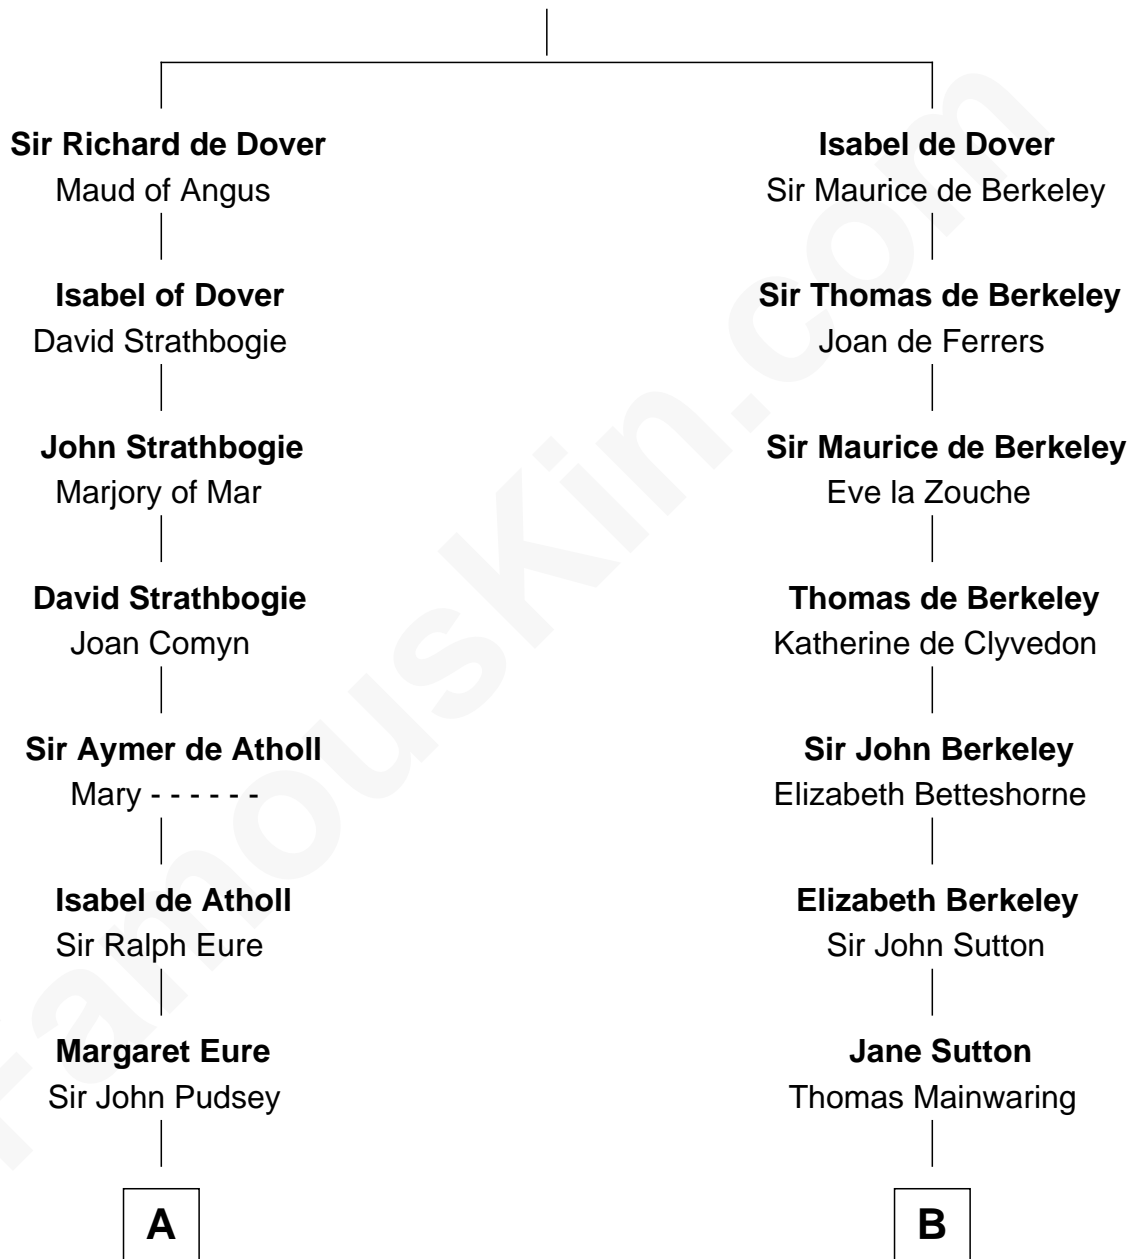 Sir Richard de Dover
Maud of Angus
Isabel of Dover
David Strathbogie
John Strathbogie
Marjory of Mar
David Strathbogie
Joan Comyn
Sir Aymer de Atholl
Mary - - - - - -
Isabel de Atholl
Sir Ralph Eure
Margaret Eure
Sir John Pudsey
A
Isabel de Dover
Sir Maurice de Berkeley
Sir Thomas de Berkeley
Joan de Ferrers
Sir Maurice de Berkeley
Eve la Zouche
Thomas de Berkeley
Katherine de Clyvedon
Sir John Berkeley
Elizabeth Betteshorne
Elizabeth Berkeley
Sir John Sutton
Jane Sutton
Thomas Mainwaring
B
FamousKin.com